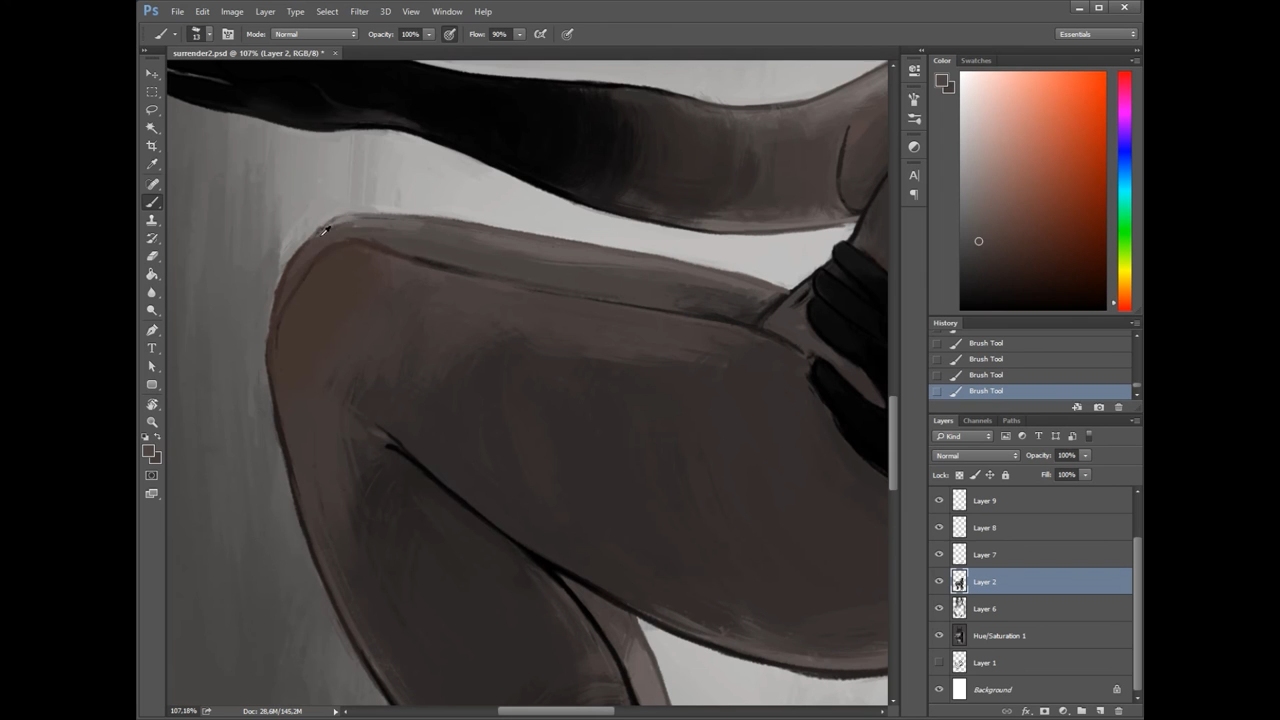 Ps File Edit Image Layer Type Select Filter 3D View Window Help
13 Mode: Normal Opacity: 100% Flow: 90% Essentials
surrender2.psd @ 107% (Layer 2, RGB/8) * ×
Color Swatches
History
Brush Tool
Brush Tool
Brush Tool
Brush Tool
Layers Channels Paths
Kind
Normal Opacity: 100%
Lock: Fill: 100%
Layer 9
Layer 8
Layer 7
Layer 2
Layer 6
Hue/Saturation 1
Layer 1
Background
107,18% Doc: 28,6M/145,2M